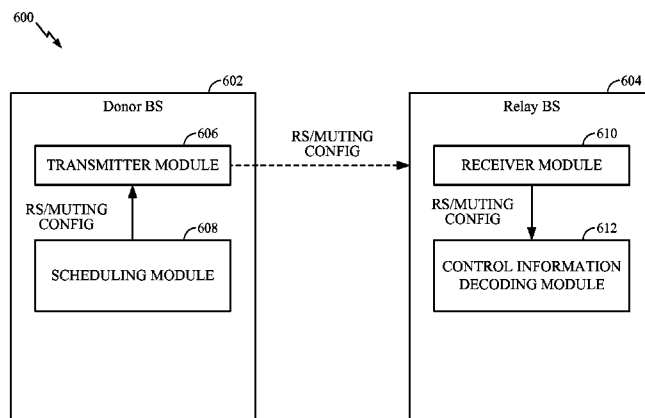 600
602
604
Donor BS
Relay BS
606
610
TRANSMITTER MODULE
RS/MUTING
CONFIG
RECEIVER MODULE
RS/MUTING
CONFIG
608
RS/MUTING
CONFIG
612
SCHEDULING MODULE
CONTROL INFORMATION
DECODING MODULE